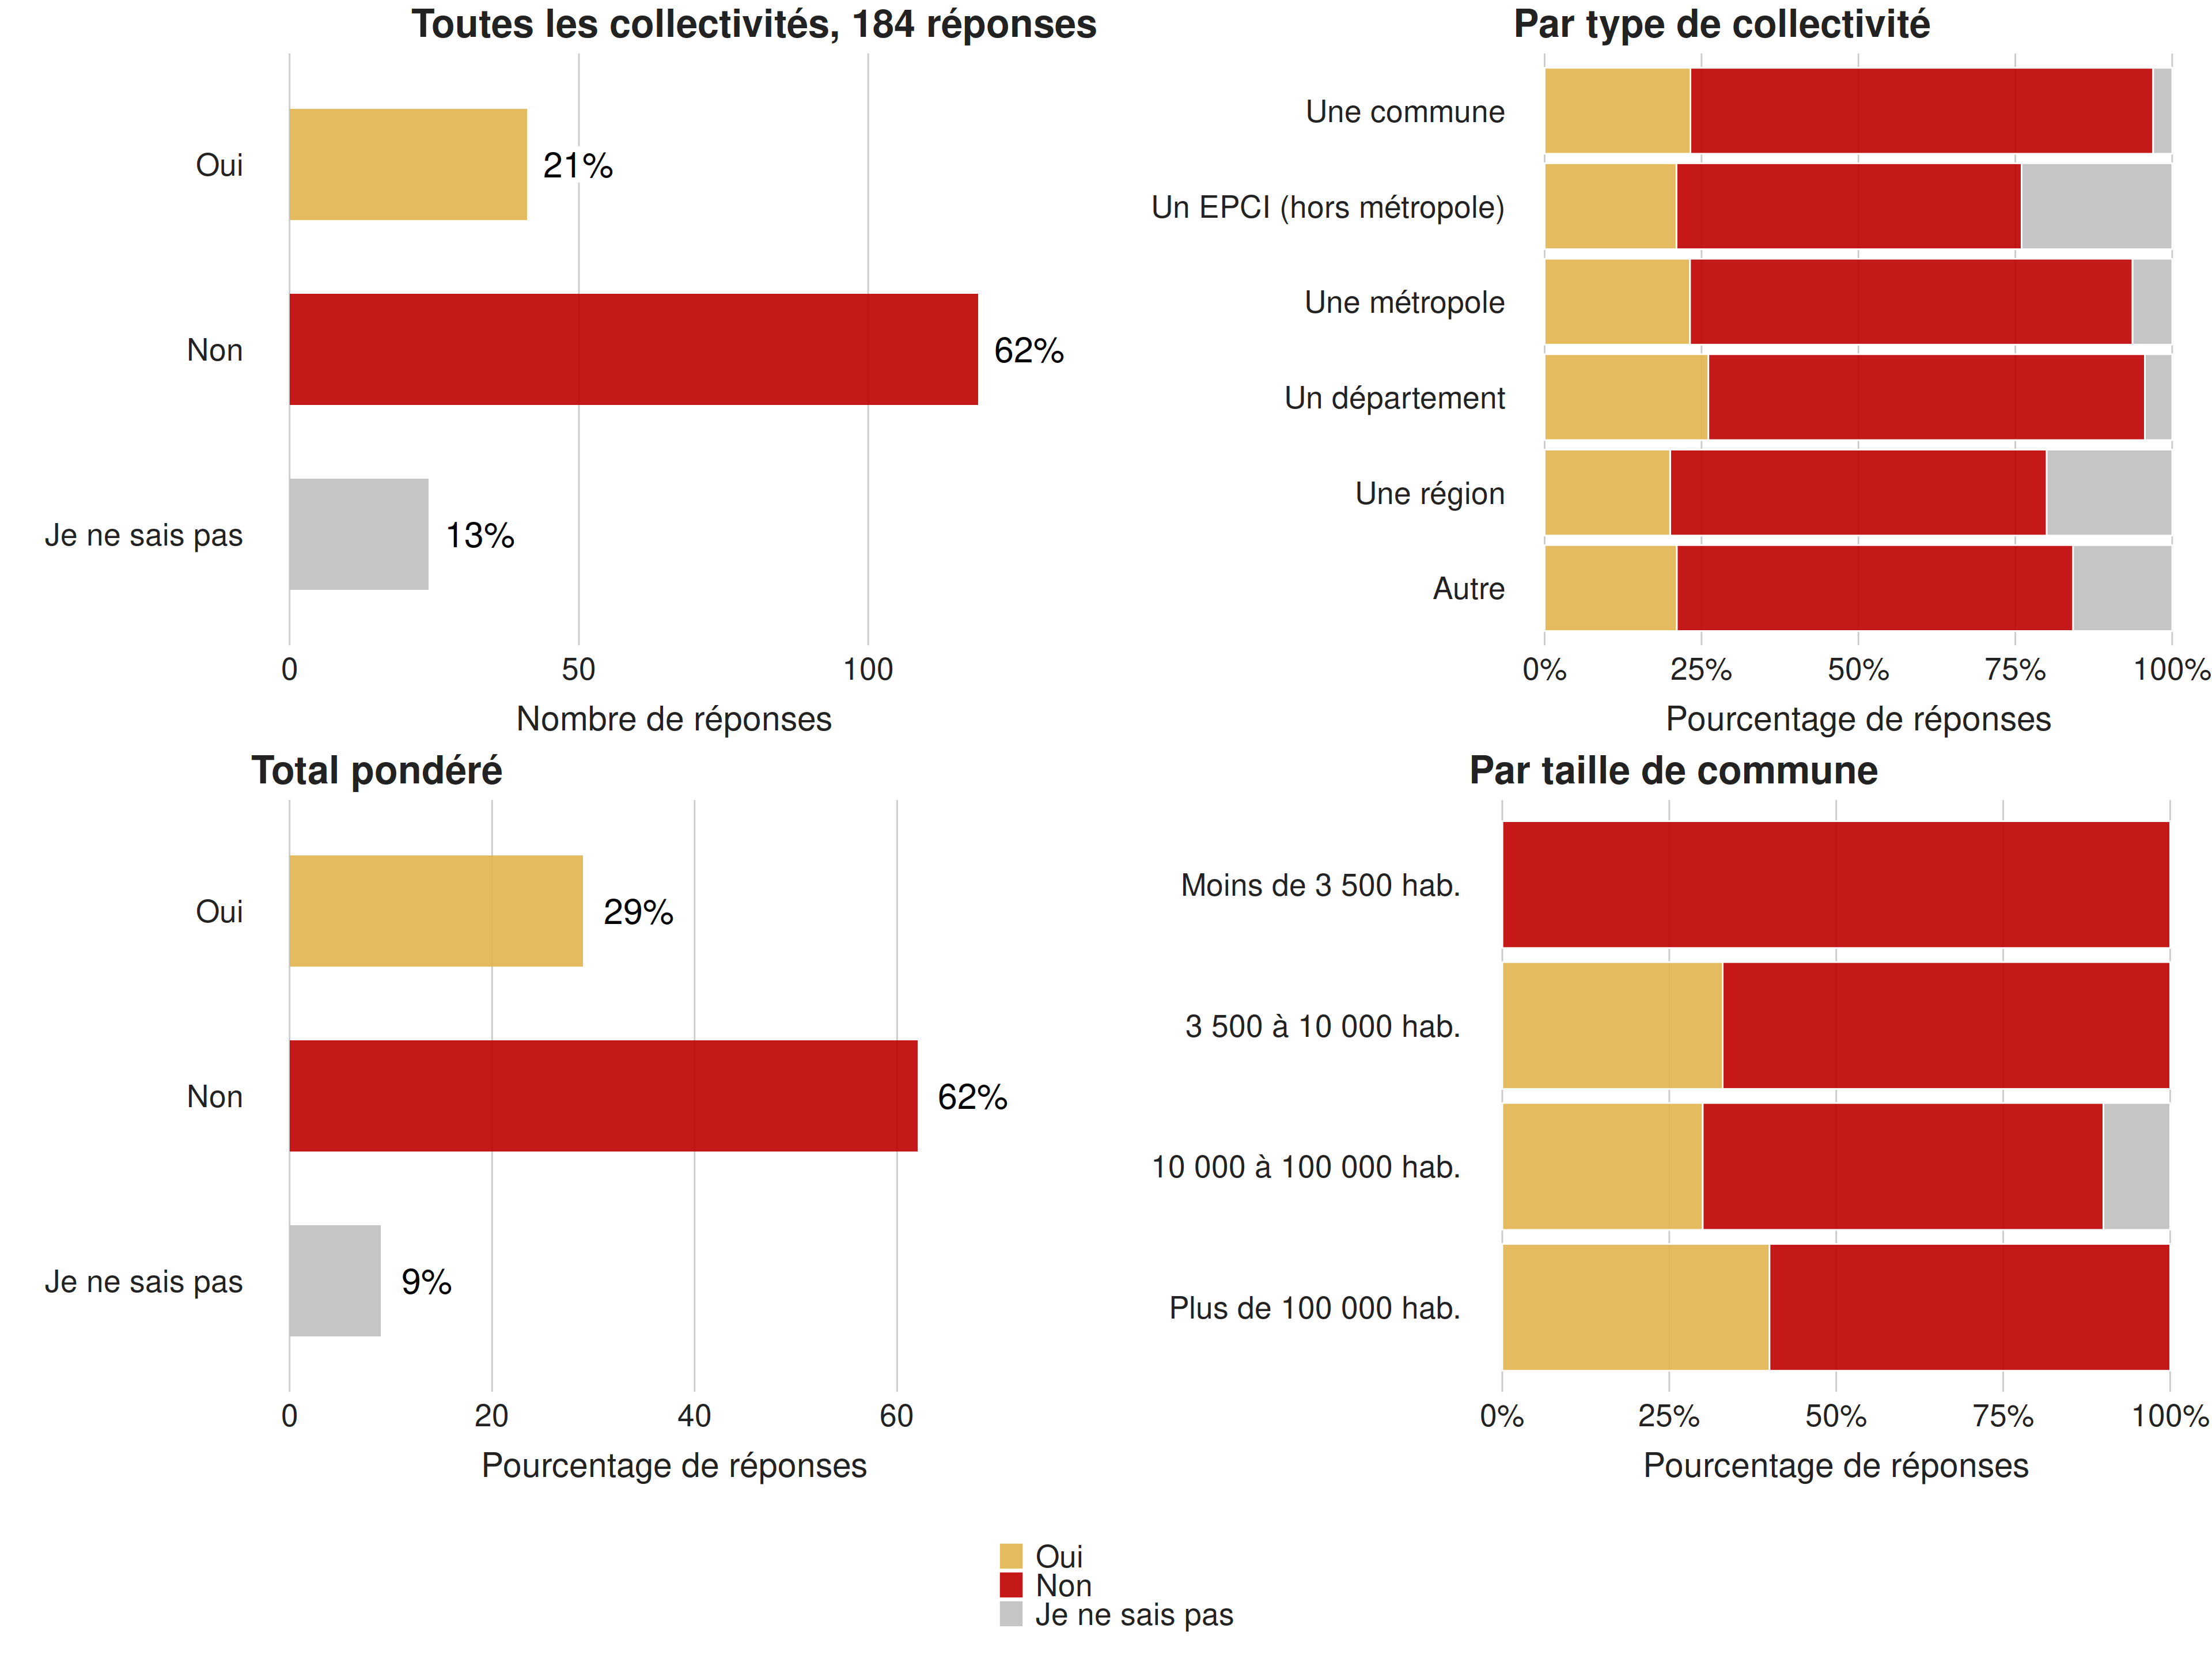 Toutes les collectivités, 184 réponses
Oui
21%
Non
62%
Je ne sais pas
13%
0 50 100
Nombre de réponses
Par type de collectivité
Une commune
Un EPCI (hors métropole)
Une métropole
Un département
Une région
Autre
0% 25% 50% 75% 100%
Pourcentage de réponses
Total pondéré
Oui
29%
Non
62%
Je ne sais pas
9%
0 20 40 60
Pourcentage de réponses
Par taille de commune
Moins de 3 500 hab.
3 500 à 10 000 hab.
10 000 à 100 000 hab.
Plus de 100 000 hab.
0% 25% 50% 75% 100%
Pourcentage de réponses
Oui
Non
Je ne sais pas